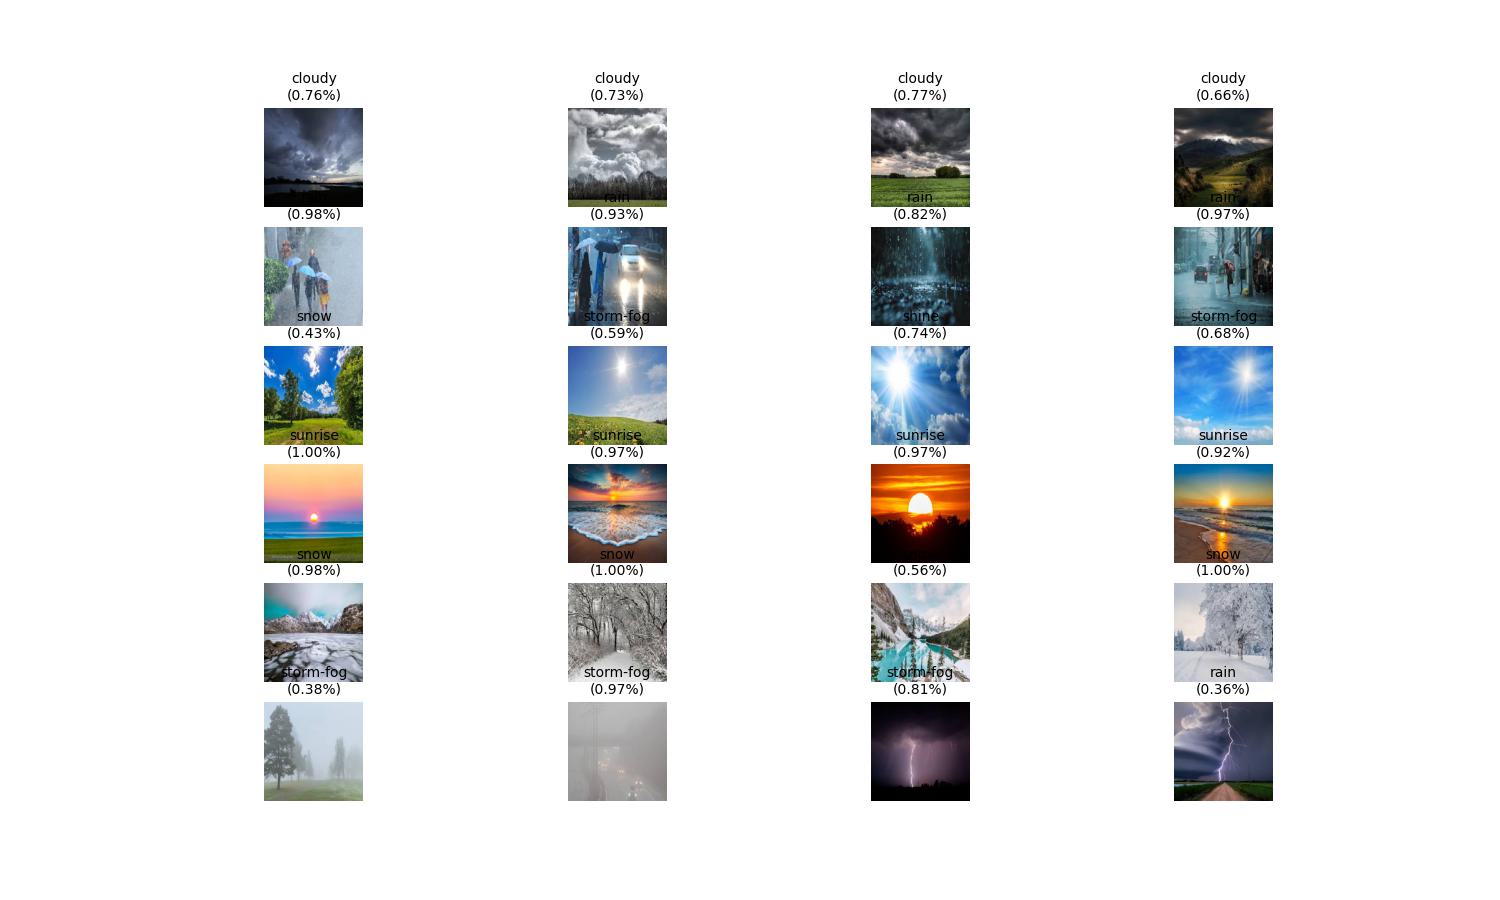 cloudy
(0.76%)
cloudy
(0.73%)
cloudy
(0.77%)
cloudy
(0.66%)
(0.98%)
rain
(0.93%)
rain
(0.82%)
rain
(0.97%)
snow
(0.43%)
storm-fog
(0.59%)
shine
(0.74%)
storm-fog
(0.68%)
sunrise
(1.00%)
sunrise
(0.97%)
sunrise
(0.97%)
sunrise
(0.92%)
snow
(0.98%)
snow
(1.00%)
(0.56%)
snow
(1.00%)
storm-fog
(0.38%)
storm-fog
(0.97%)
storm-fog
(0.81%)
rain
(0.36%)